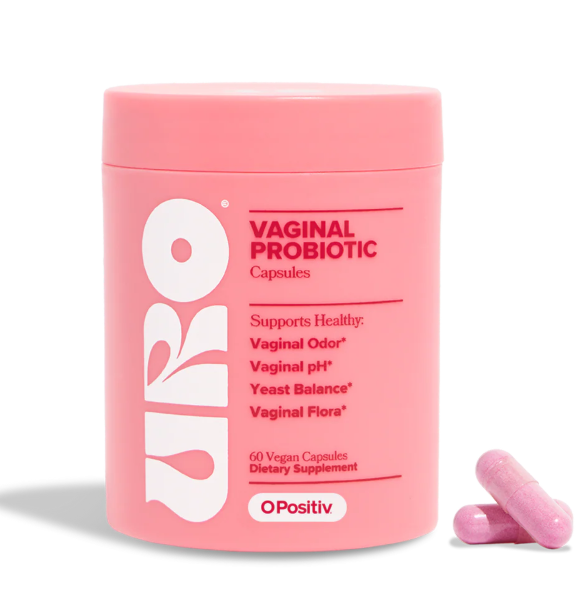 URO
©
VAGINAL
PROBIOTIC
Capsules
Supports Healthy:
Vaginal Odor*
Vaginal pH*
Yeast Balance*
Vaginal Flora*
60 Vegan Capsules
Dietary Supplement
OPositiv